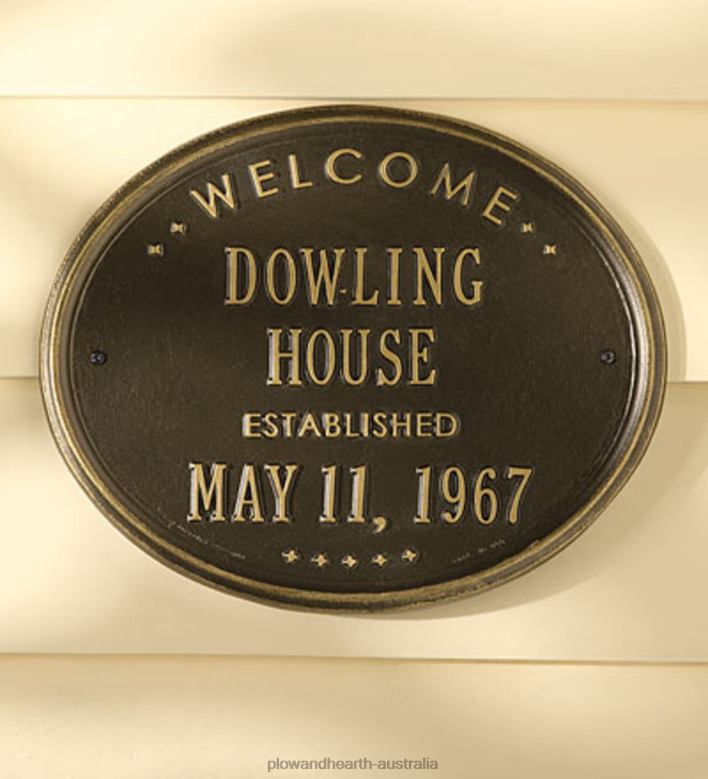 WELCOME
DOWLING
HOUSE
ESTABLISHED
MAY 11, 1967
plowandhearth-australia